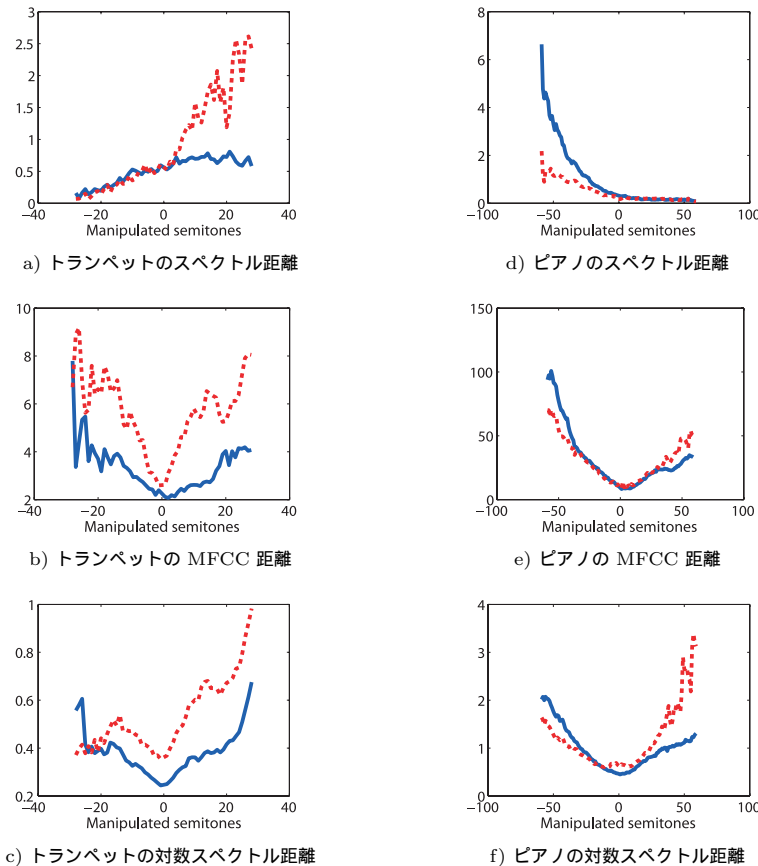 3
2.5
2
1.5
1
0.5
0
−40 −20 0 20 40
Manipulated semitones
a) トランペットのスペクトル距離
8
6
4
2
0
−100 −50 0 50 100
Manipulated semitones
d) ピアノのスペクトル距離
10
8
6
4
2
−40 −20 0 20 40
Manipulated semitones
b) トランペットの MFCC 距離
150
100
50
0
−100 −50 0 50 100
Manipulated semitones
e) ピアノの MFCC 距離
1
0.8
0.6
0.4
0.2
−40 −20 0 20 40
Manipulated semitones
c) トランペットの対数スペクトル距離
4
3
2
1
0
−100 −50 0 50 100
Manipulated semitones
f) ピアノの対数スペクトル距離